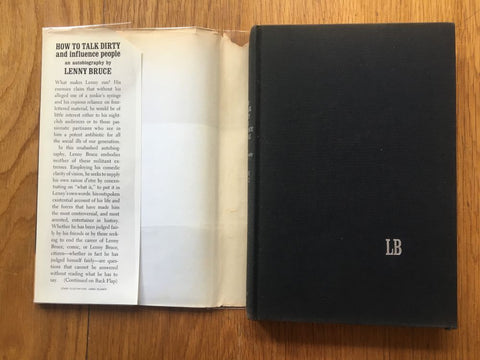 HOW TO TALK DIRTY
and influence people
an autobiography by
LENNY BRUCE
What makes Lenny run? His
enemies claim that without his
alleged use of a junkie's syringe
and his copious reliance on four-
lettered material, he would be of
little interest either to his night-
club audiences or to those pas-
sionate partisans who see in him
a potent antibiotic for all
the social ills of our generation.
In this unabashed autobiog-
raphy, Lenny Bruce embodies
neither of these militant ex-
tremes. Employing his comedic
clarity of vision, he seeks to supply
his own raison d'etre by concen-
trating on "what is," to put it in
Lenny's own words. his outspoken
existential account of his life and
the forces that have made him
the most controversial, and most
arrested, entertainer in history.
Whether he has been judged fair-
ly by his friends or by those seek-
ing to end the career of Lenny
Bruce, comic, or Lenny Bruce,
citizen—whether in fact he has
judged himself fairly—are ques-
tions that cannot be answered
without reading what he has to
say. (Continued on Back Flap)
LB